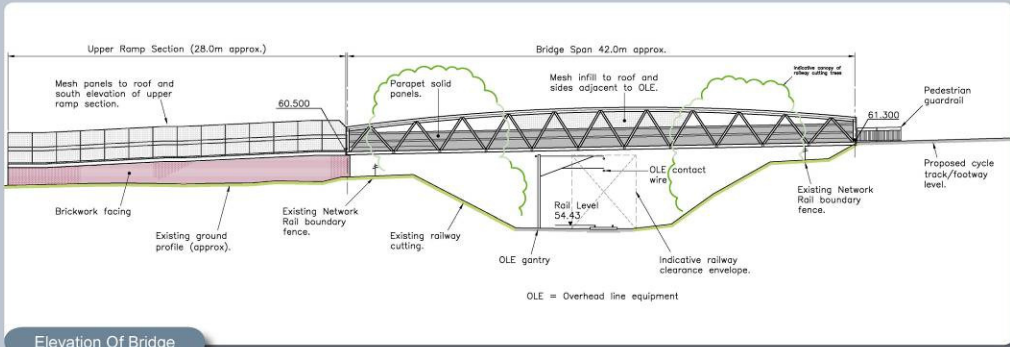 Upper Ramp Section (28.0m approx.)
Bridge Span 42.0m approx.
Mesh panels to roof and
south elevation of upper
ramp section.
60.500
Parapet solid
panels.
Mesh infill to roof and
sides adjacent to OLE.
Indicative canopy of
railway cutting trees
Pedestrian
guardrail
61.300
OLE contact
wire
Rail Level
54.43
Proposed cycle
track/footway
level.
Brickwork facing
Existing ground
profile (approx).
Existing Network
Rail boundary
fence.
Existing railway
cutting.
OLE gantry
Indicative railway
clearance envelope.
Existing Network
Rail boundary
fence.
OLE = Overhead line equipment
Elevation Of Bridge